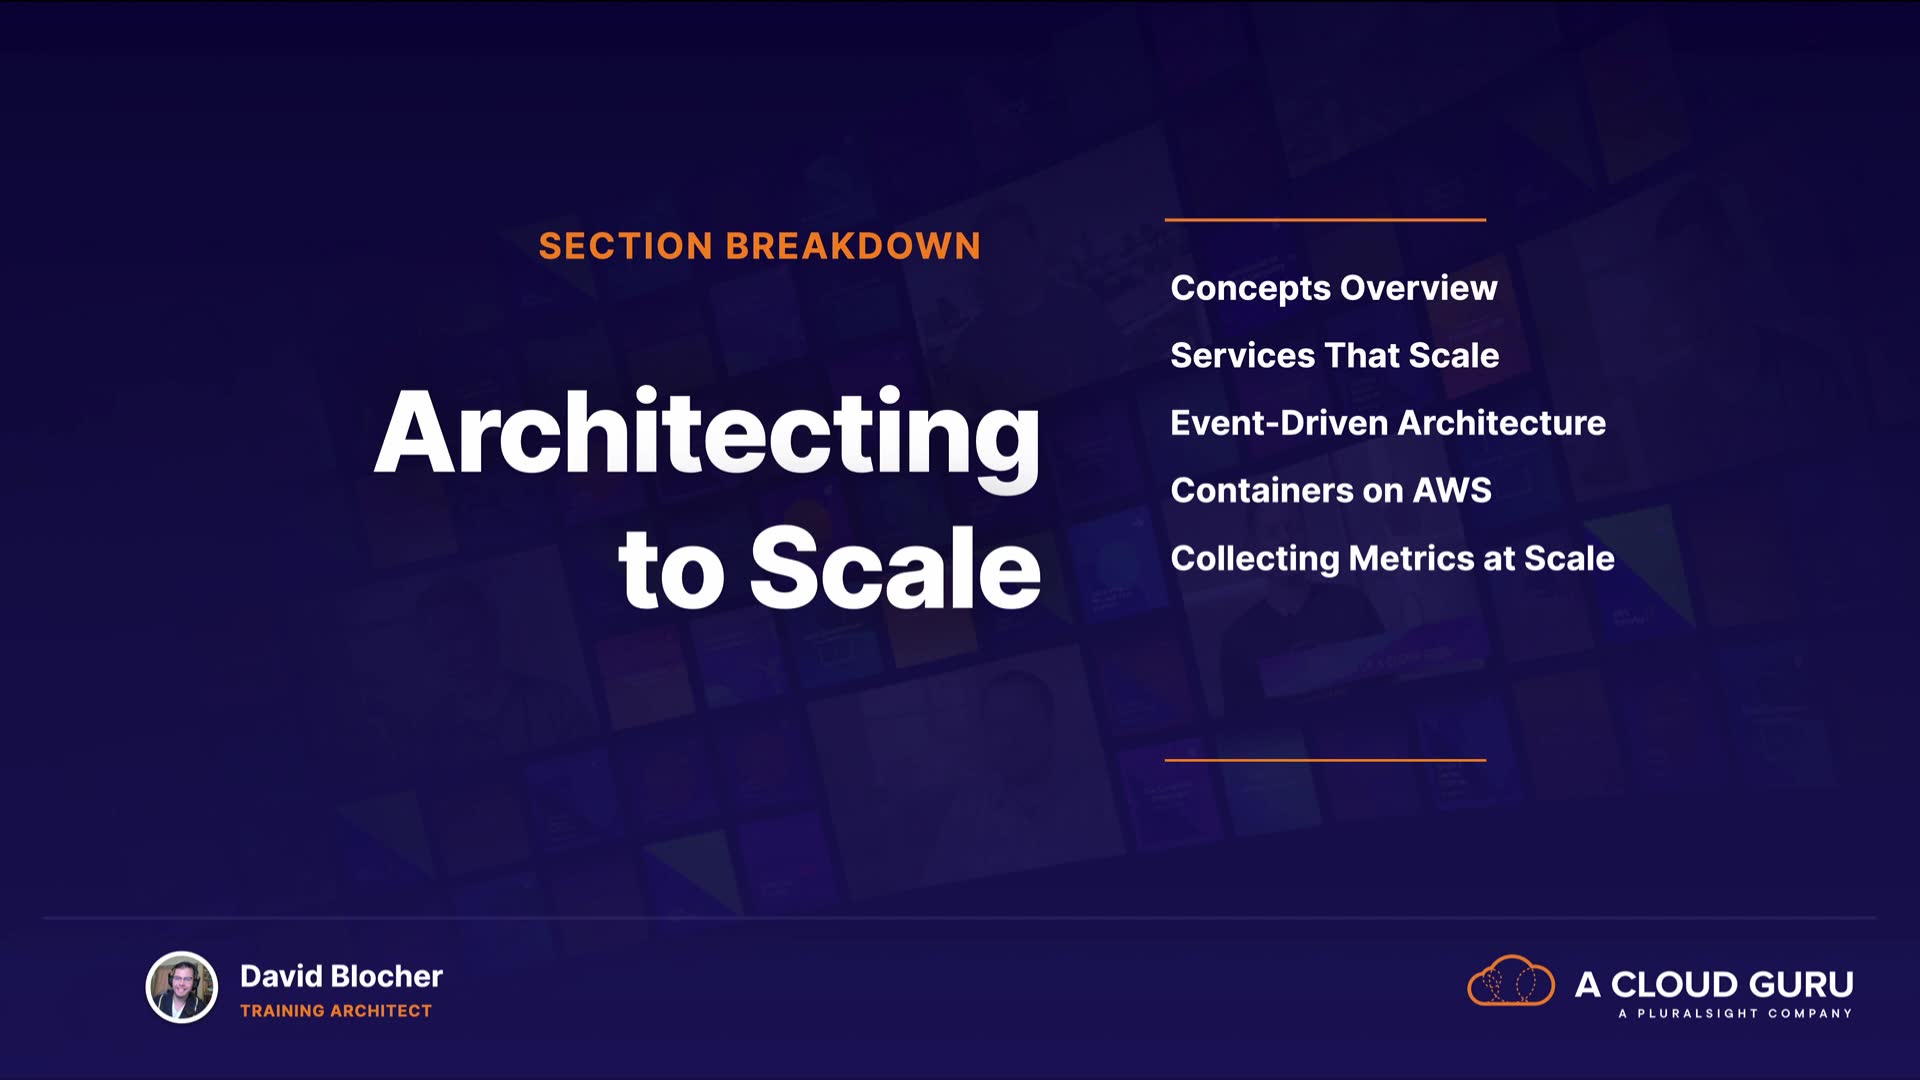 SECTION BREAKDOWN
Architecting
to Scale
Concepts Overview
Services That Scale
Event-Driven Architecture
Containers on AWS
Collecting Metrics at Scale
David Blocher
TRAINING ARCHITECT
A CLOUD GURU
A PLURALSIGHT COMPANY